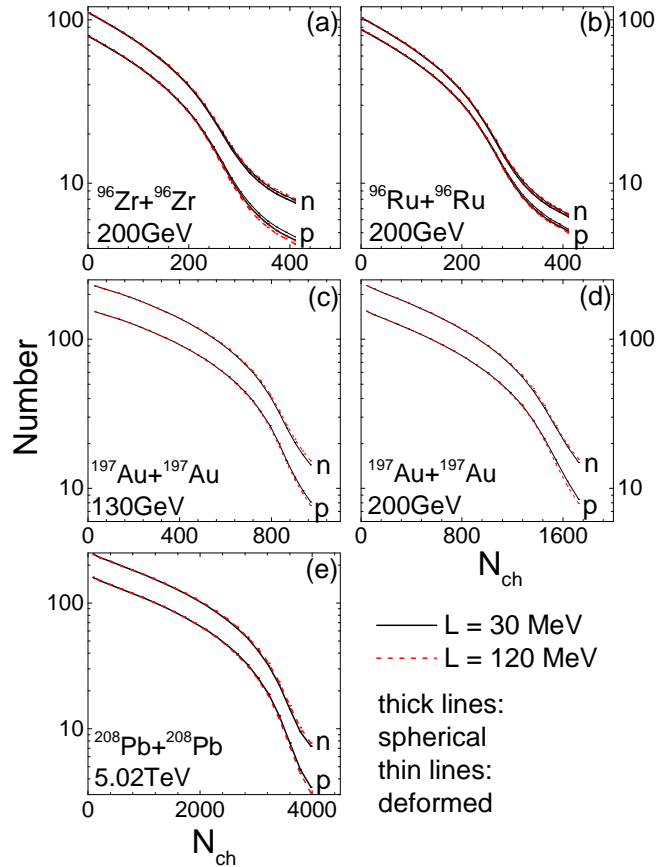 (a)
(b)
100
100
10
10
⁹⁶Zr+⁹⁶Zr
200GeV
n
p
⁹⁶Ru+⁹⁶Ru
200GeV
n
p
0 200 400
0 200 400
Number
(c)
(d)
100
100
10
10
¹⁹⁷Au+¹⁹⁷Au
130GeV
n
p
¹⁹⁷Au+¹⁹⁷Au
200GeV
n
p
0 400 800
0 800 1600
N_ch
(e)
100
10
²⁰⁸Pb+²⁰⁸Pb
5.02TeV
n
p
0 2000 4000
N_ch
L = 30 MeV
L = 120 MeV
thick lines:
spherical
thin lines:
deformed